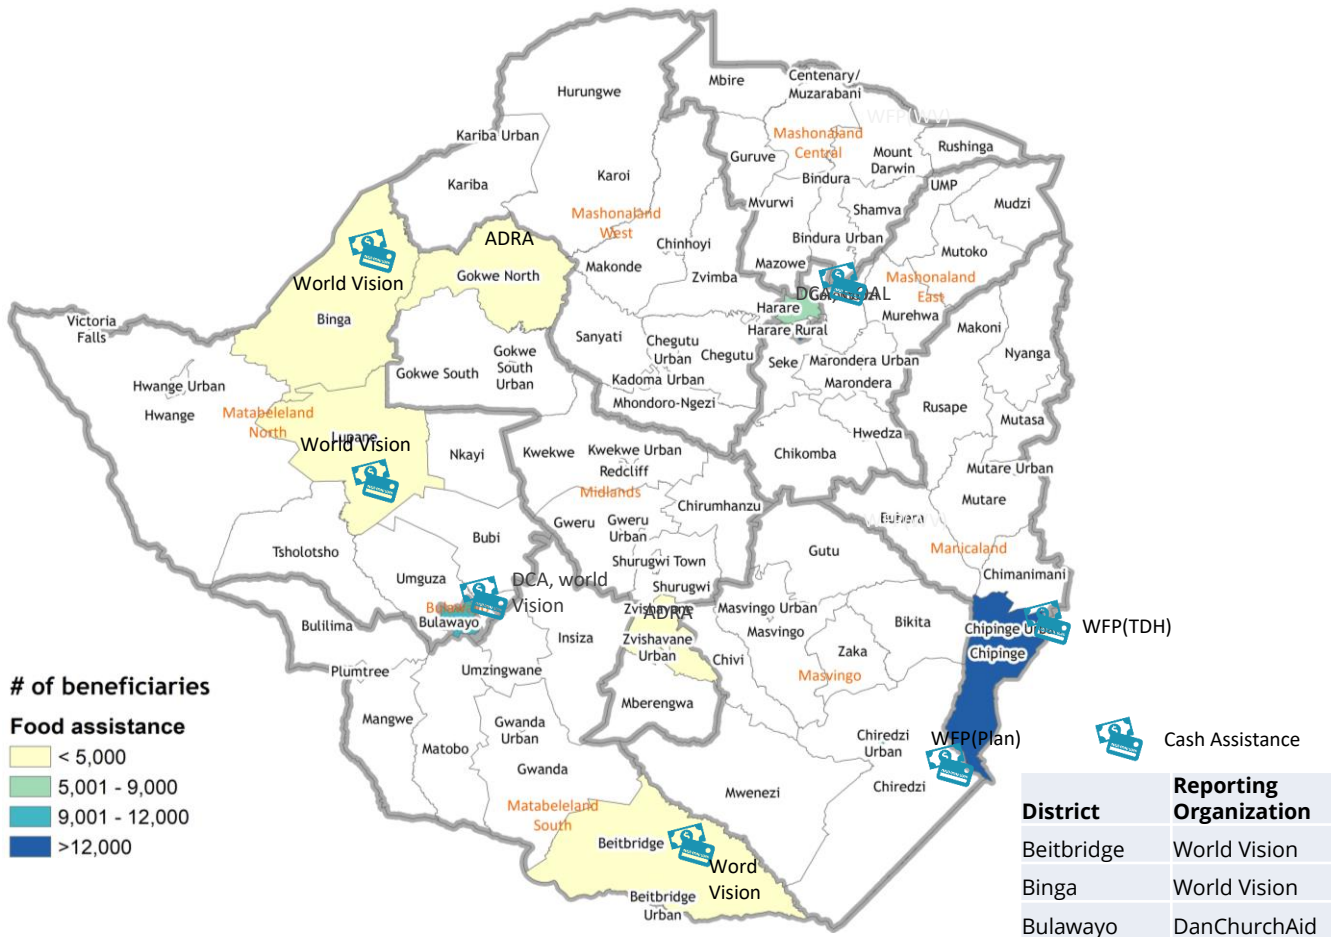 Mbire
Centenary/
Muzarabani
Hurungwe
WFP(WV)
Kariba Urban
Mashonaland
Central
Rushinga
Guruve
Mount
Darwin
Karoi
Bindura
Kariba
UMP
Mvurwi
Shamva
Mudzi
Mashonaland
West
ADRA
Chinhoyi
Bindura Urban
Mutoko
Mazowe
Makonde
Gokwe North
Zvimba
Mashonaland
East
World Vision
DCA, GOAL
Harare
Binga
Murehwa
Victoria
Falls
Harare Rural
Makoni
Sanyati
Chegutu
Urban
Chegutu
Nyanga
Gokwe
South
Urban
Gokwe South
Seke
Marondera Urban
Kadoma Urban
Marondera
Hwange Urban
Mhondoro-Ngezi
Hwange
Rusape
Matabeleland
North
Mutasa
Lupane
World Vision
Hwedza
Nkayi
Kwekwe
Kwekwe Urban
Chikomba
Redcliff
Mutare Urban
Midlands
Mutare
Chirumhanzu
Gweru
Gweru
Urban
Buhera
Bubi
Tsholotsho
Gutu
Manicaland
Shurugwi Town
Chimanimani
Umguza
DCA, world
Vision
Shurugwi
Zvishavane
ADRA
Masvingo Urban
Bulawayo
Bulilima
Bikita
Chipinge Urban
WFP(TDH)
Masvingo
Insiza
Zvishavane
Urban
Zaka
Chipinge
Chivi
Plumtree
Umzingwane
Masvingo
Mberengwa
Mangwe
Gwanda
Urban
Matobo
Chiredzi
Urban
WFP(Plan)
Cash Assistance
Gwanda
Chiredzi
Mwenezi
Matabeleland
South
Beitbridge
Word
Vision
Beitbridge
Urban
# of beneficiaries
Food assistance
< 5,000
5,001 - 9,000
9,001 - 12,000
>12,000
District Reporting
Organization
Beitbridge World Vision
Binga World Vision
Bulawayo DanChurchAid